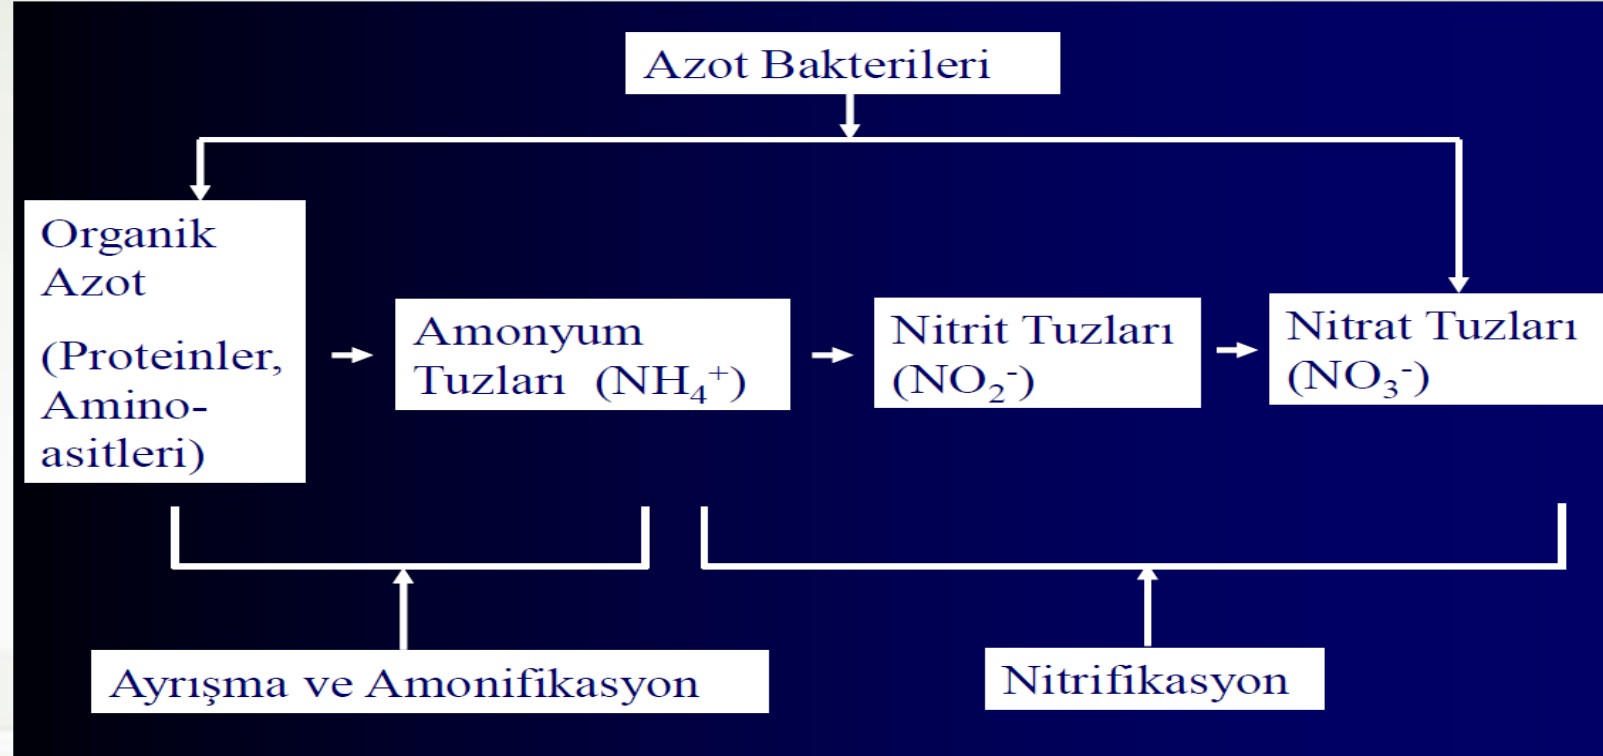 Azot Bakterileri
Organik
Azot
(Proteinler,
Amino-
asitleri)
Amonyum
Tuzları (NH₄⁺)
Nitrit Tuzları
(NO₂⁻)
Nitrat Tuzları
(NO₃⁻)
Ayrışma ve Amonifikasyon
Nitrifikasyon